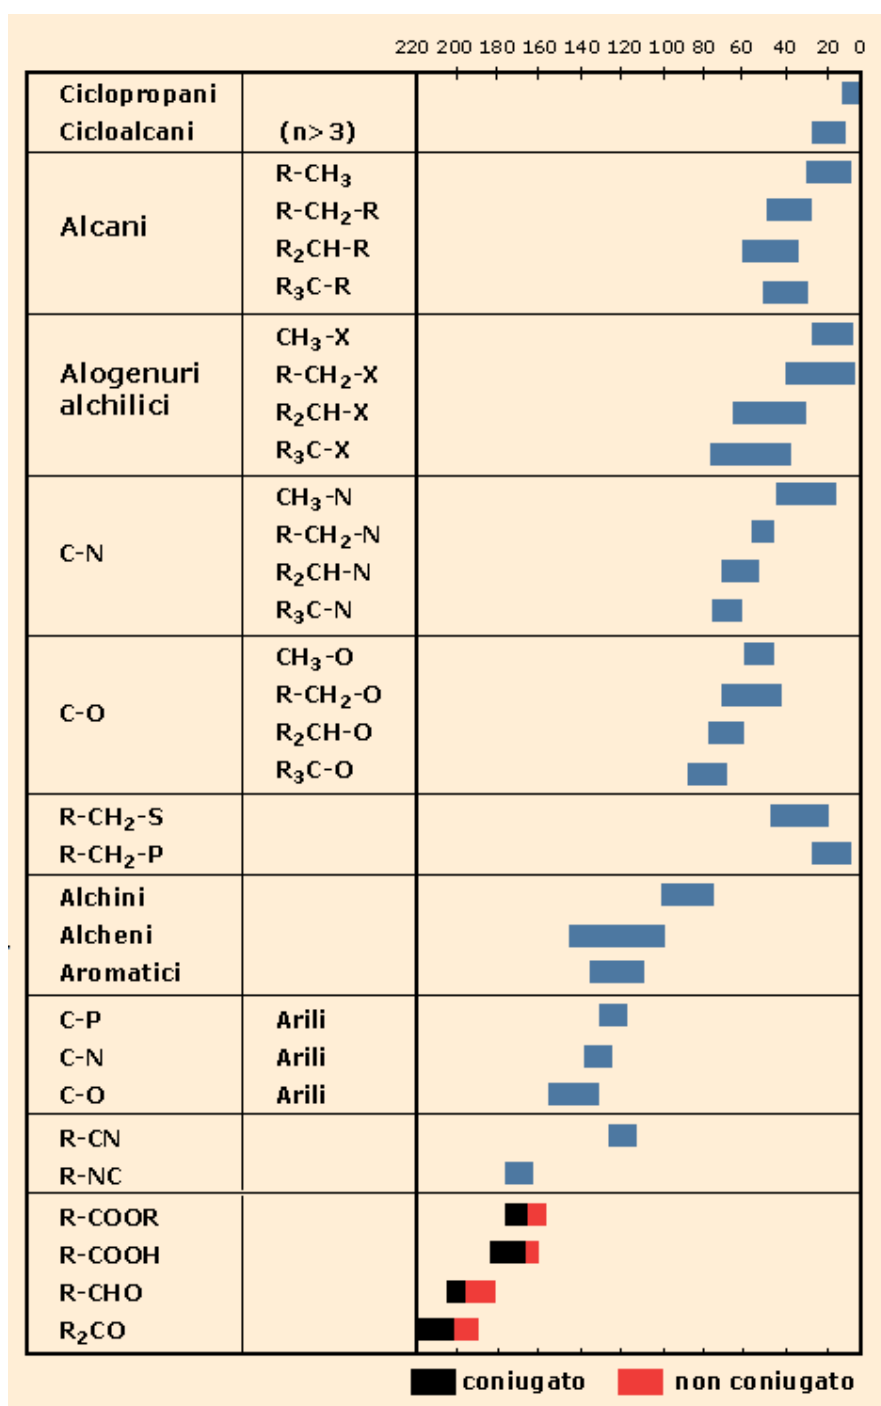 220 200 180 160 140 120 100 80 60 40 20 0
Ciclopropani
Cicloalcani (n>3)
R-CH₃
Alcani
R-CH₂-R
R₂CH-R
R₃C-R
CH₃-X
Alogenuri
alchilici
R-CH₂-X
R₂CH-X
R₃C-X
CH₃-N
R-CH₂-N
C-N
R₂CH-N
R₃C-N
CH₃-O
R-CH₂-O
C-O
R₂CH-O
R₃C-O
R-CH₂-S
R-CH₂-P
Alchini
Alcheni
Aromatici
C-P Arili
C-N Arili
C-O Arili
R-CN
R-NC
R-COOR
R-COOH
R-CHO
R₂CO
coniugato non coniugato